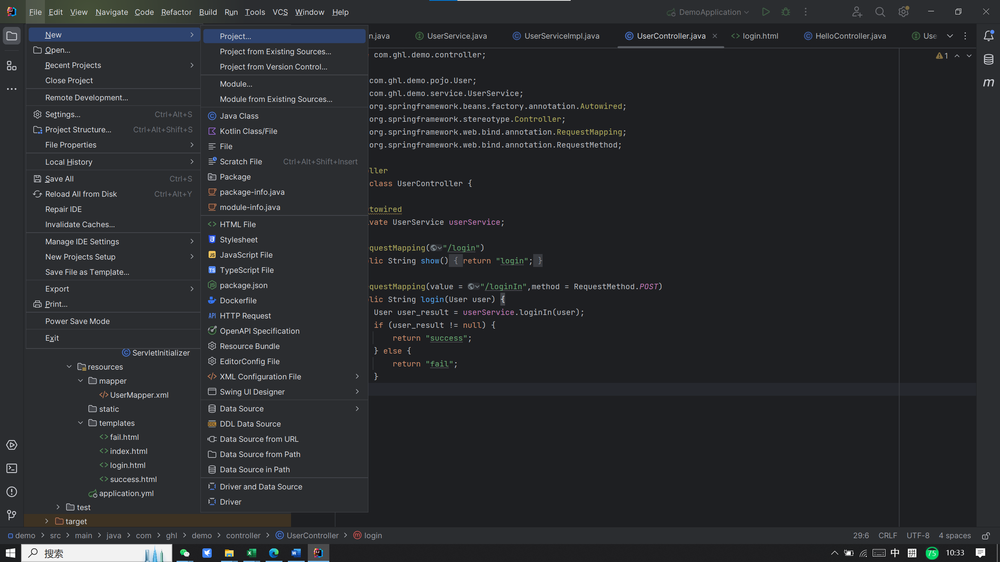 File Edit View Navigate Code Refactor Build Run Tools VCS Window Help DemoApplication
New
Open...
Recent Projects
Close Project
Remote Development...
Settings... Ctrl+Alt+S
Project Structure... Ctrl+Alt+Shift+S
File Properties
Local History
Save All Ctrl+S
Reload All from Disk Ctrl+Alt+Y
Repair IDE
Invalidate Caches...
Manage IDE Settings
New Projects Setup
Save File as Template...
Export
Print...
Power Save Mode
Exit
Project...
Project from Existing Sources...
Project from Version Control...
Module...
Module from Existing Sources...
Java Class
Kotlin Class/File
File
Scratch File Ctrl+Alt+Shift+Insert
Package
package-info.java
module-info.java
HTML File
Stylesheet
JavaScript File
TypeScript File
package.json
Dockerfile
HTTP Request
OpenAPI Specification
Resource Bundle
EditorConfig File
XML Configuration File
Swing UI Designer
Data Source
DDL Data Source
Data Source from URL
Data Source from Path
Data Source in Path
Driver and Data Source
Driver
ServletInitializer
resources
mapper
UserMapper.xml
static
templates
fail.html
index.html
login.html
success.html
application.yml
test
target
n.java UserService.java UserServiceImpl.java UserController.java login.html HelloController.java Use
1
com.ghl.demo.controller;
com.ghl.demo.pojo.User;
com.ghl.demo.service.UserService;
org.springframework.beans.factory.annotation.Autowired;
org.springframework.stereotype.Controller;
org.springframework.web.bind.annotation.RequestMapping;
org.springframework.web.bind.annotation.RequestMethod;
ller
class UserController {
towired
vate UserService userService;
questMapping("/login")
lic String show() { return "login"; }
questMapping(value = "/loginIn",method = RequestMethod.POST)
lic String login(User user) {
User user_result = userService.loginIn(user);
if (user_result != null) {
return "success";
} else {
return "fail";
}
demo > src > main > java > com > ghl > demo > controller > UserController > login 29:6 CRLF UTF-8 4 spaces
搜索 中 拼 75 10:33